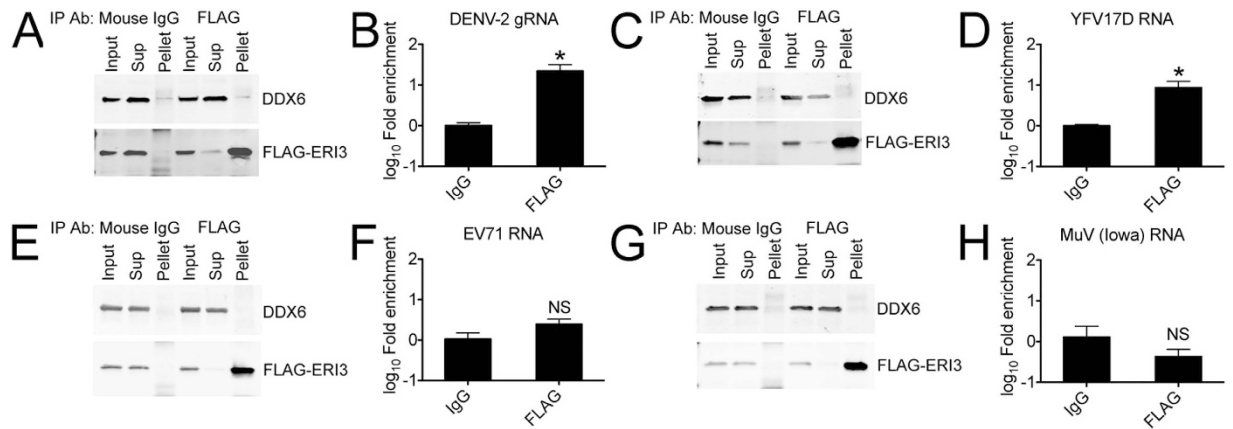 A
IP Ab: Mouse IgG FLAG
Input Sup Pellet Input Sup Pellet
DDX6
FLAG-ERI3
B
DENV-2 gRNA
log10 Fold enrichment
2
1
0
-1
*
IgG
FLAG
C
IP Ab: Mouse IgG FLAG
Input Sup Pellet Input Sup Pellet
DDX6
FLAG-ERI3
D
YFV17D RNA
log10 Fold enrichment
2
1
0
-1
*
IgG
FLAG
E
IP Ab: Mouse IgG FLAG
Input Sup Pellet Input Sup Pellet
DDX6
FLAG-ERI3
F
EV71 RNA
log10 Fold enrichment
2
1
0
-1
NS
IgG
FLAG
G
IP Ab: Mouse IgG FLAG
Input Sup Pellet Input Sup Pellet
DDX6
FLAG-ERI3
H
MuV (Iowa) RNA
log10 Fold enrichment
2
1
0
-1
NS
IgG
FLAG